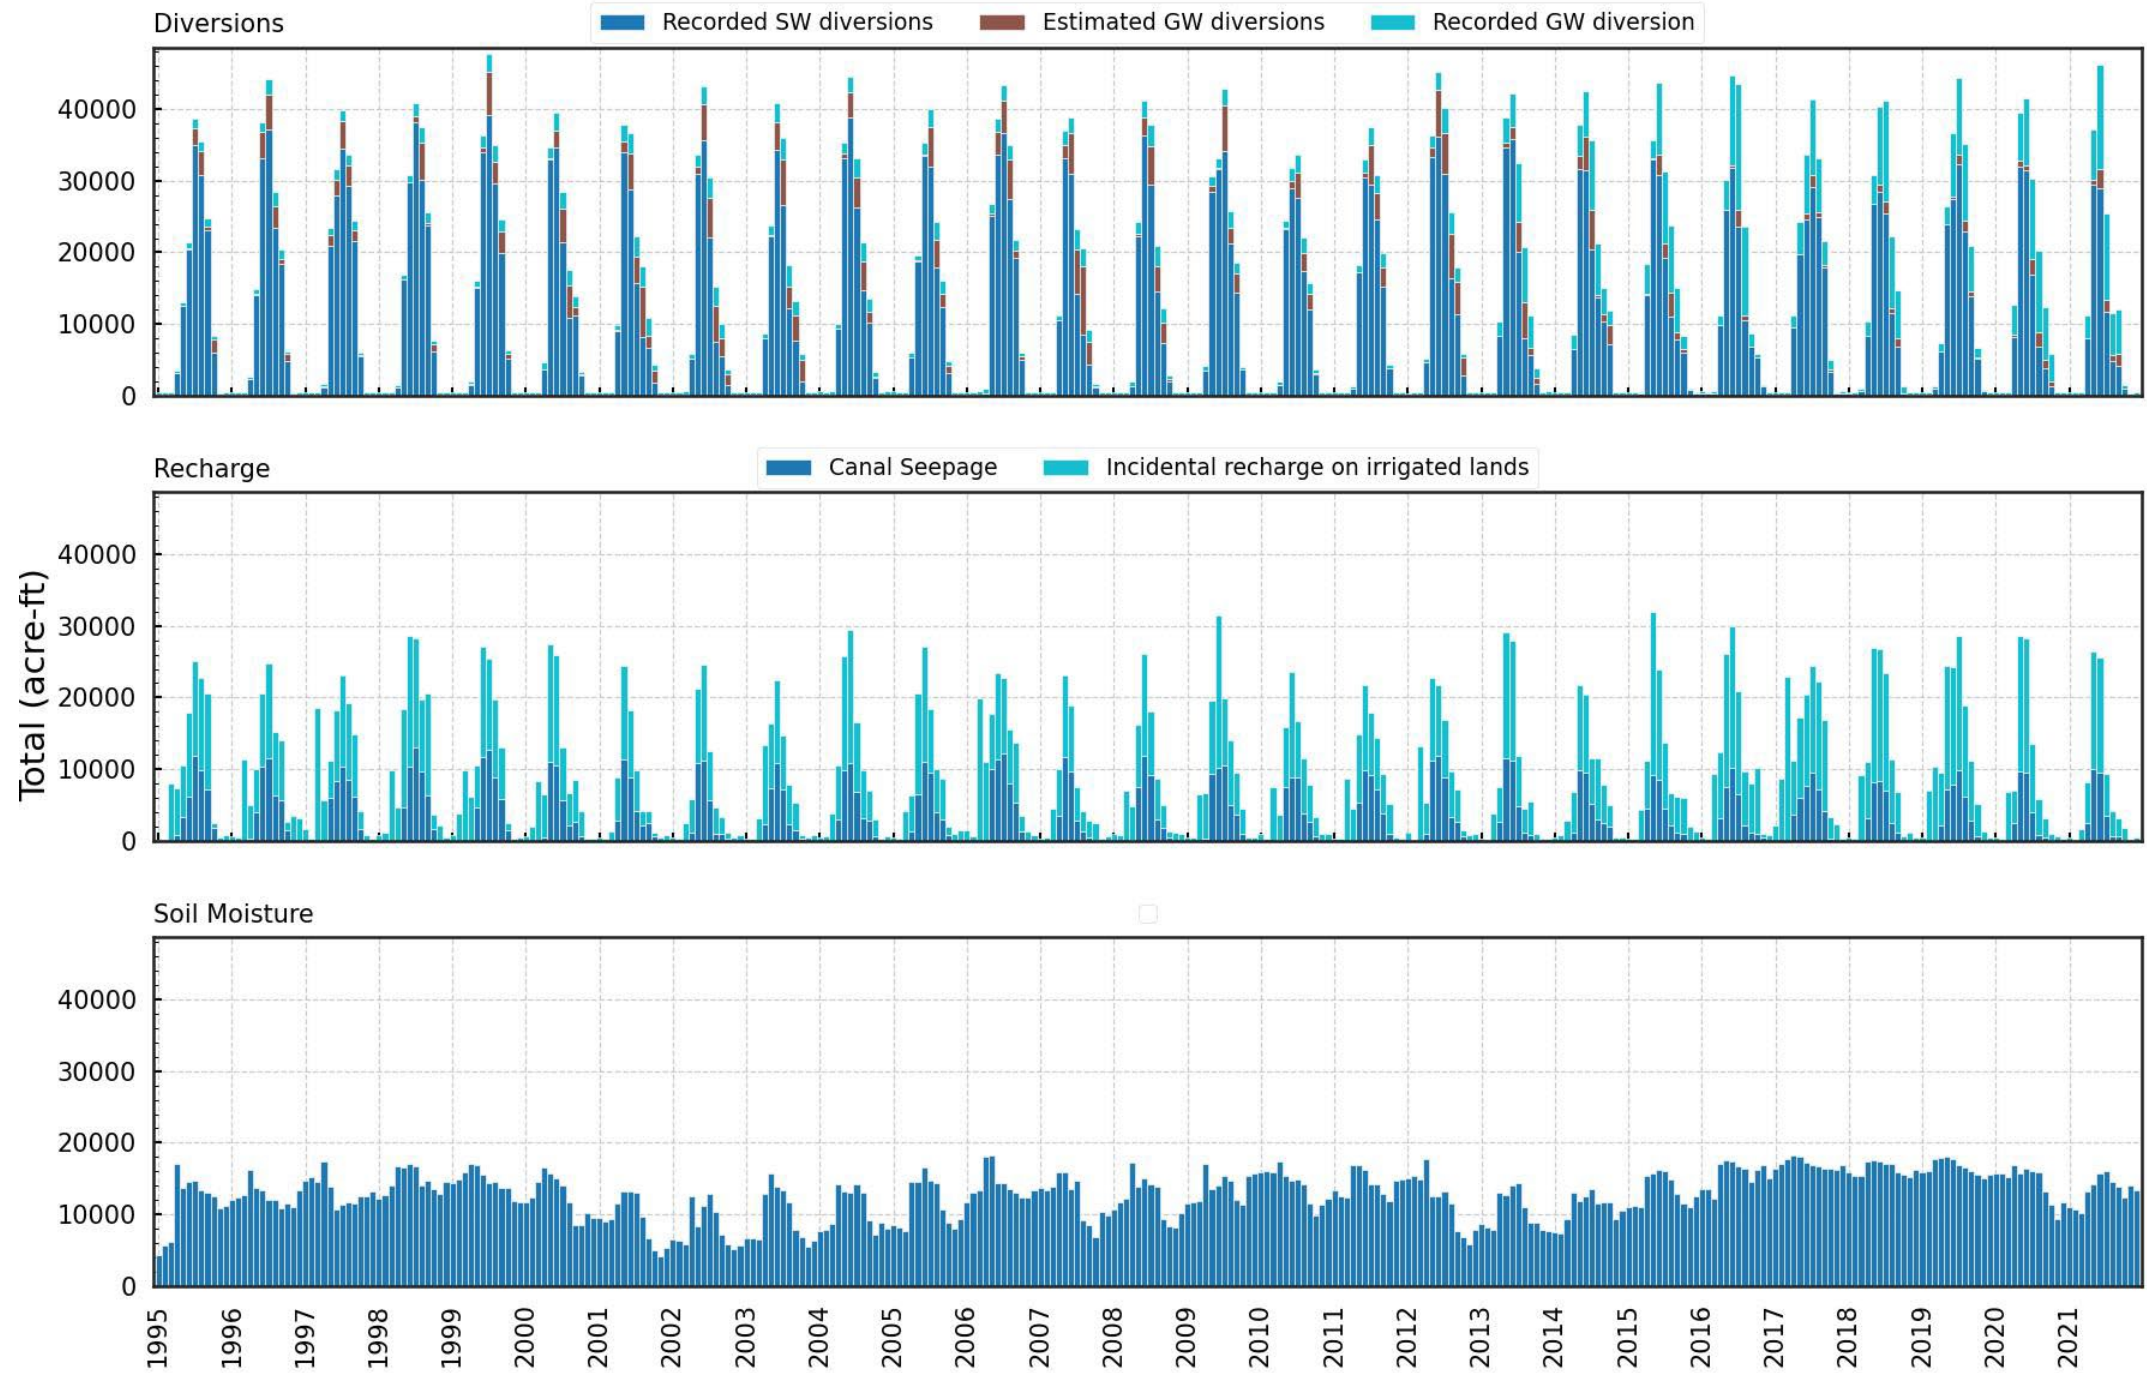 Diversions
Recorded SW diversions Estimated GW diversions Recorded GW diversion
40000
30000
20000
10000
0
Recharge
Canal Seepage Incidental recharge on irrigated lands
Total (acre-ft)
40000
30000
20000
10000
0
Soil Moisture
40000
30000
20000
10000
0
1995 1996 1997 1998 1999 2000 2001 2002 2003 2004 2005 2006 2007 2008 2009 2010 2011 2012 2013 2014 2015 2016 2017 2018 2019 2020 2021